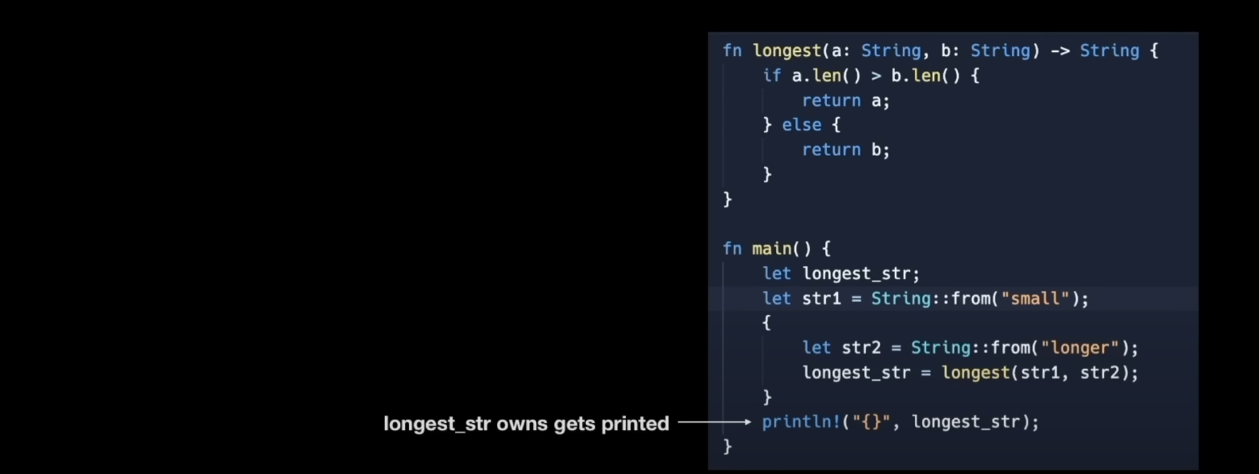 fn longest(a: String, b: String) -> String {
    if a.len() > b.len() {
        return a;
    } else {
        return b;
    }
}

fn main() {
    let longest_str;
    let str1 = String::from("small");
    {
        let str2 = String::from("longer");
        longest_str = longest(str1, str2);
    }
longest_str owns gets printed
    println!("{}", longest_str);
}